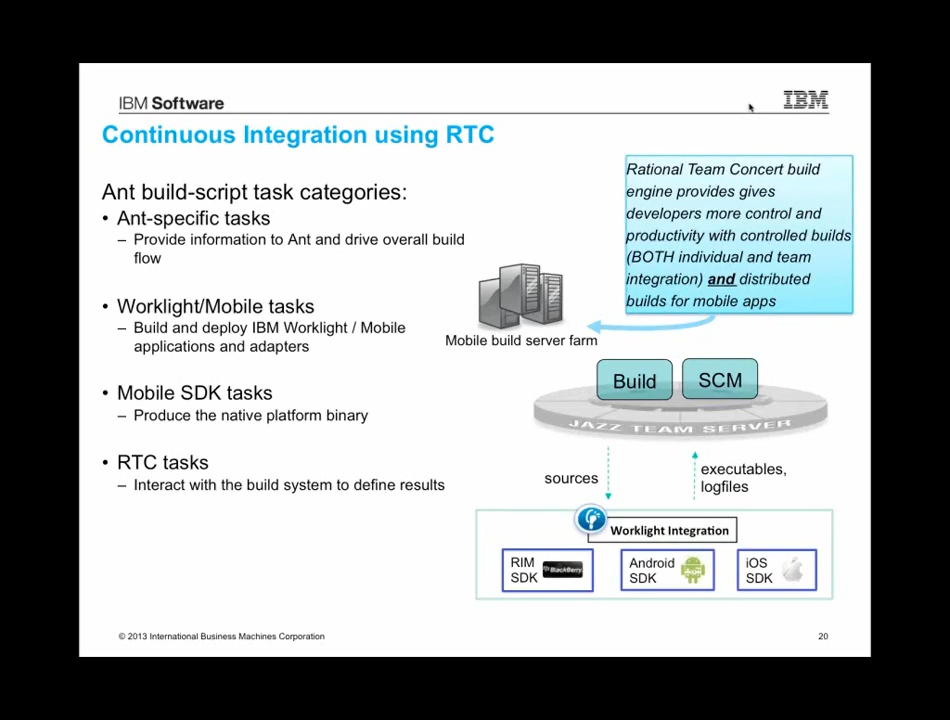 IBM Software
IBM
Continuous Integration using RTC
Ant build-script task categories:
• Ant-specific tasks
– Provide information to Ant and drive overall build
flow
• Worklight/Mobile tasks
– Build and deploy IBM Worklight / Mobile
applications and adapters
• Mobile SDK tasks
– Produce the native platform binary
• RTC tasks
– Interact with the build system to define results
Rational Team Concert build
engine provides gives
developers more control and
productivity with controlled builds
(BOTH individual and team
integration) and distributed
builds for mobile apps
Mobile build server farm
Build
SCM
JAZZ TEAM SERVER
sources
executables,
logfiles
Worklight Integration
RIM
SDK
BlackBerry
Android
SDK
iOS
SDK
© 2013 International Business Machines Corporation
20